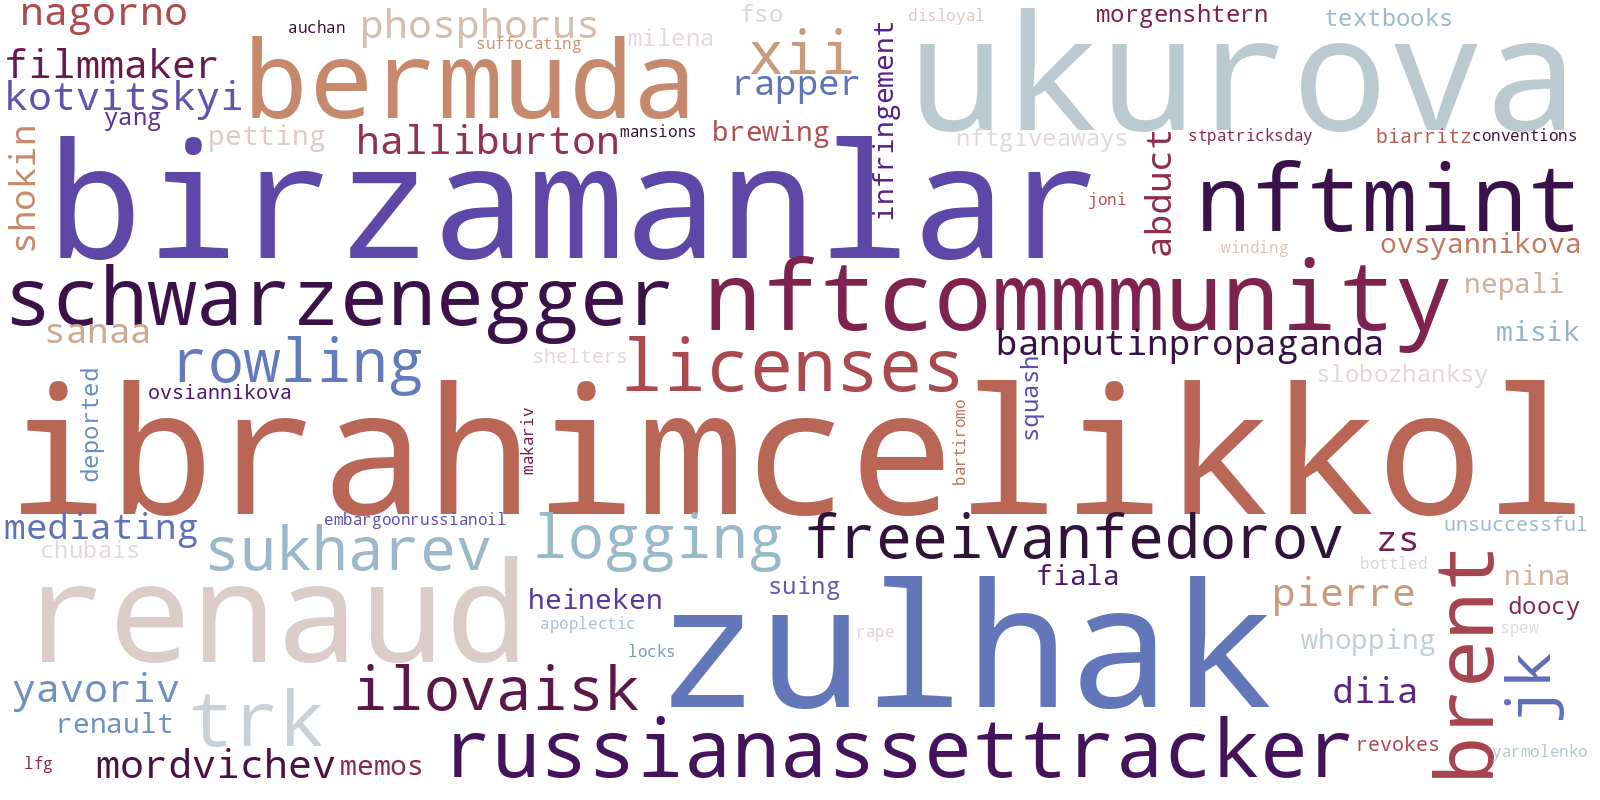 nagorno
auchan
phosphorus
suffocating
milena
fso
disloyal
morgenshtern
textbooks
filmmaker
bermuda
xii
ukurova
kotvitskyi
rapper
infringement
yang
petting
halliburton
mansions
brewing
nftgiveaways
stpatricksday
biarritz
conventions
shokin
birzamanlar
joni
abduct
nftmint
winding
ovsyannikova
schwarzenegger
nftcommmunity
nepali
sanaa
rowling
shelters
licenses
banputinpropaganda
misik
deported
ovsiannikova
squash
slobozhanksy
ibrahimcelikkol
makariv
bartiromo
mediating
embargoonrussianoil
chubais
sukharev
logging
freeivanfedorov
zs
unsuccessful
bottled
renaud
heineken
suing
fiala
pierre
brent
nina
doocy
apoplectic
zulhak
rape
whopping
spew
locks
yavoriv
renault
trk
ilovaisk
diia
jk
lfg
mordvichev
memos
russianassettracker
revokes
yarmolenko